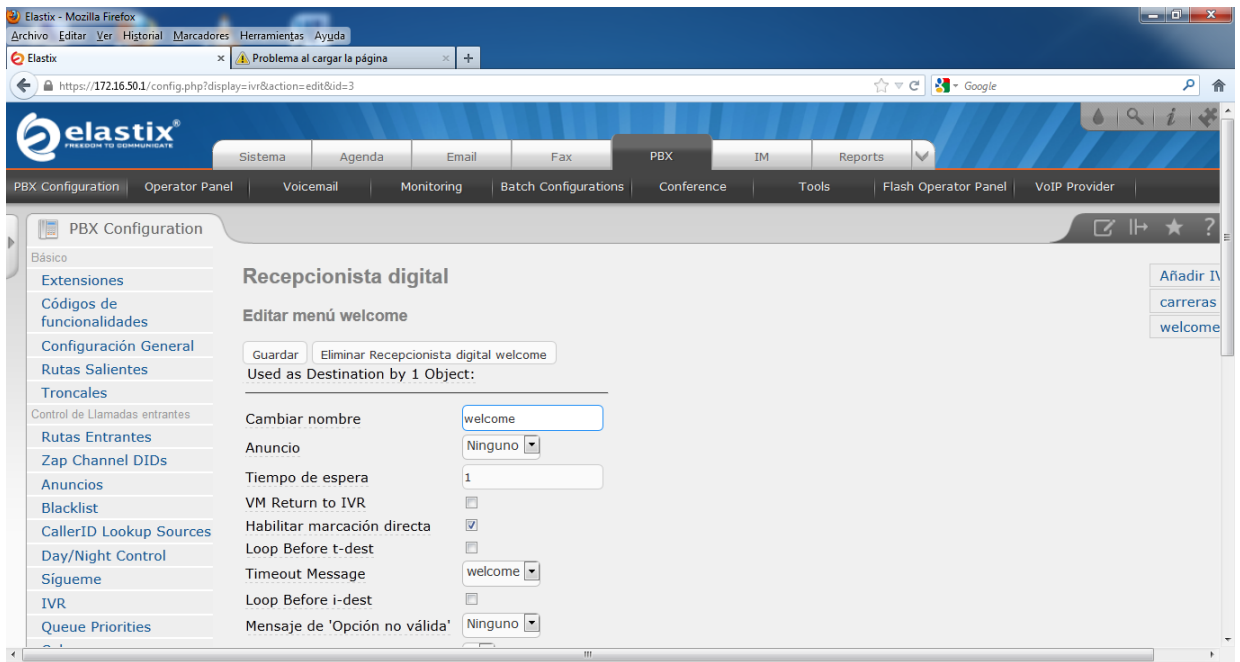 Elastix - Mozilla Firefox
Archivo Editar Ver Historial Marcadores Herramientas Ayuda
Elastix Problema al cargar la página
https://172.16.50.1/config.php?display=ivr&action=edit&id=3 Google
elastix®
FREEDOM TO COMMUNICATE
Sistema Agenda Email Fax PBX IM Reports
PBX Configuration Operator Panel Voicemail Monitoring Batch Configurations Conference Tools Flash Operator Panel VoIP Provider
PBX Configuration
Básico
Extensiones
Códigos de
funcionalidades
Configuración General
Rutas Salientes
Troncales
Control de Llamadas entrantes
Rutas Entrantes
Zap Channel DIDs
Anuncios
Blacklist
CallerID Lookup Sources
Day/Night Control
Sígueme
IVR
Queue Priorities
Recepcionista digital
Editar menú welcome
Guardar Eliminar Recepcionista digital welcome
Used as Destination by 1 Object:
Cambiar nombre welcome
Anuncio Ninguno
Tiempo de espera 1
VM Return to IVR
Habilitar marcación directa
Loop Before t-dest
Timeout Message welcome
Loop Before i-dest
Mensaje de 'Opción no válida' Ninguno
Añadir IV
carreras
welcome